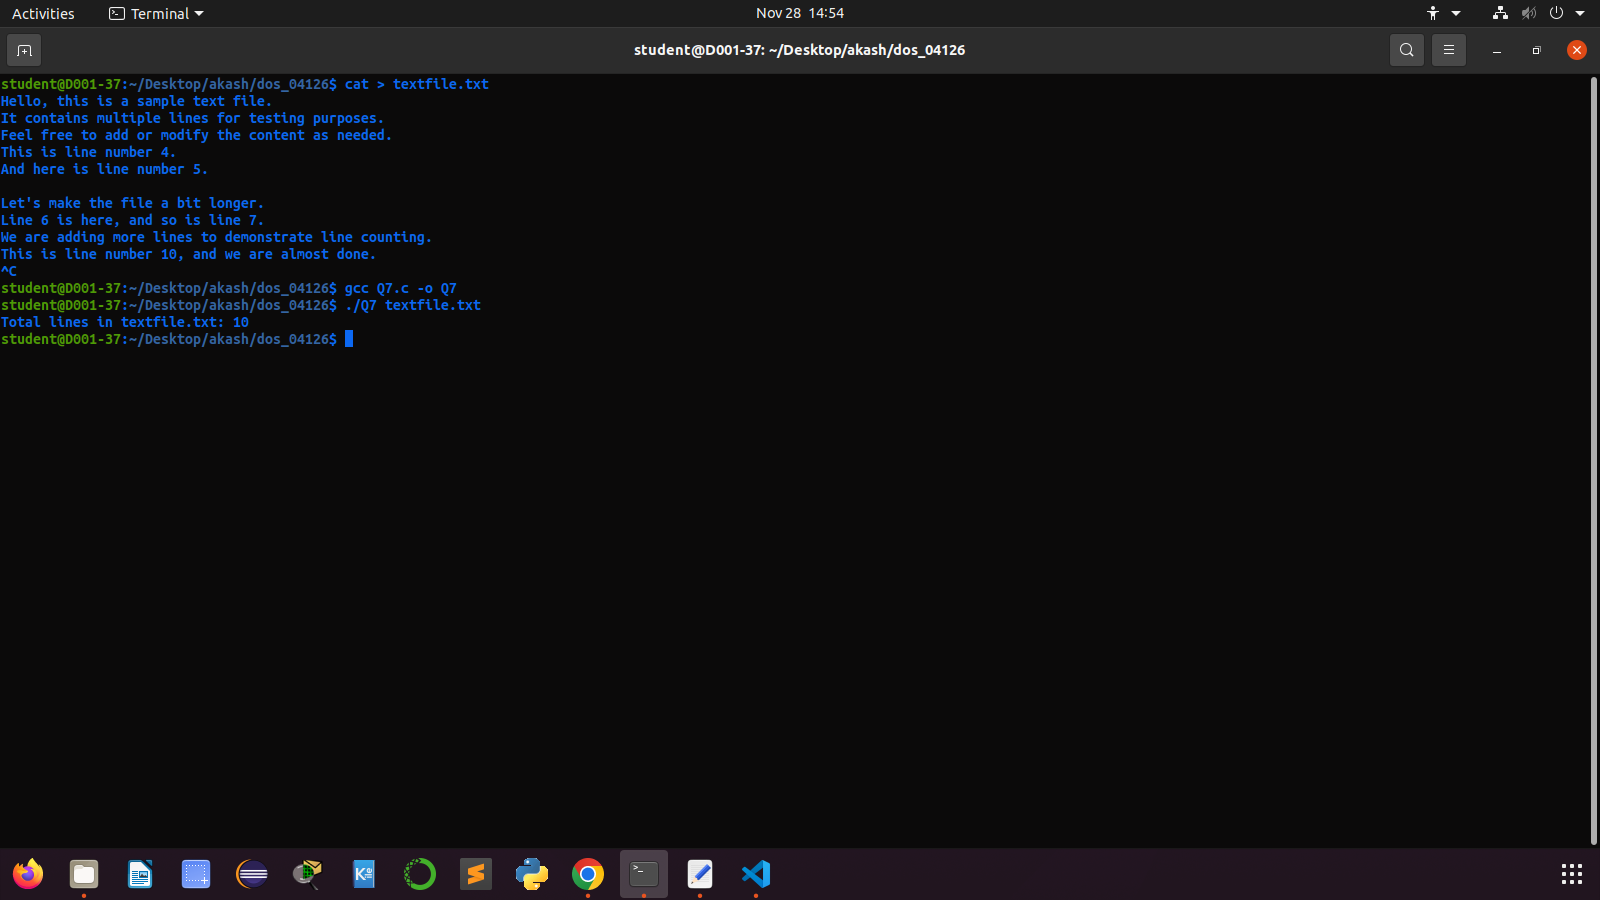 Activities
Terminal
Nov 28 14:54
student@D001-37: ~/Desktop/akash/dos_04126
student@D001-37:~/Desktop/akash/dos_04126$ cat > textfile.txt
Hello, this is a sample text file.
It contains multiple lines for testing purposes.
Feel free to add or modify the content as needed.
This is line number 4.
And here is line number 5.
Let's make the file a bit longer.
Line 6 is here, and so is line 7.
We are adding more lines to demonstrate line counting.
This is line number 10, and we are almost done.
^C
student@D001-37:~/Desktop/akash/dos_04126$ gcc Q7.c -o Q7
student@D001-37:~/Desktop/akash/dos_04126$ ./Q7 textfile.txt
Total lines in textfile.txt: 10
student@D001-37:~/Desktop/akash/dos_04126$